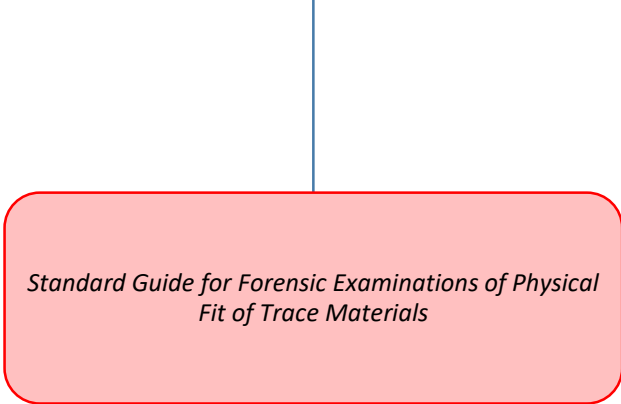 Standard Guide for Forensic Examinations of Physical
Fit of Trace Materials